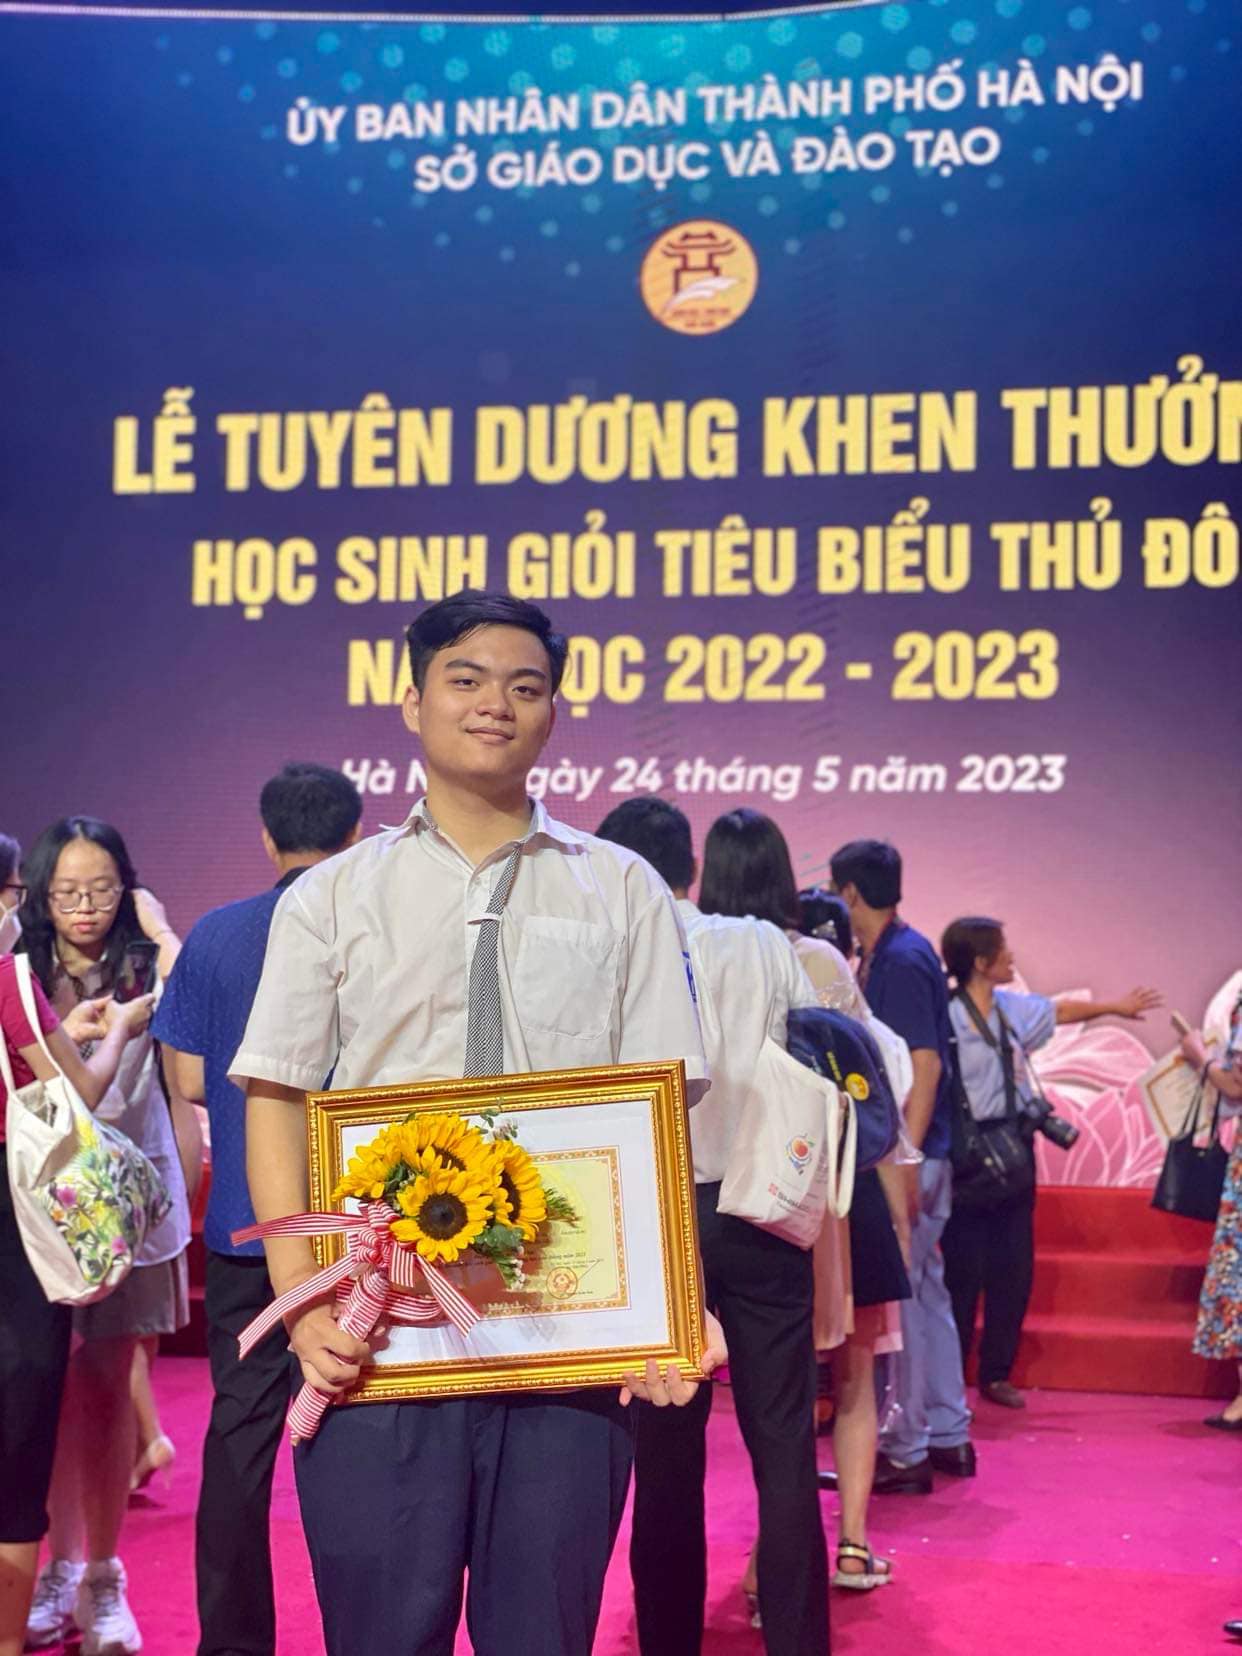 ỦY BAN NHÂN DÂN THÀNH PHỐ HÀ NỘI
SỞ GIÁO DỤC VÀ ĐÀO TẠO
LỄ TUYÊN DƯƠNG KHEN THƯỞN
HỌC SINH GIỎI TIÊU BIỂU THỦ ĐÔ
NĂ ỌC 2022 - 2023
Hà N gày 24 tháng 5 năm 2023